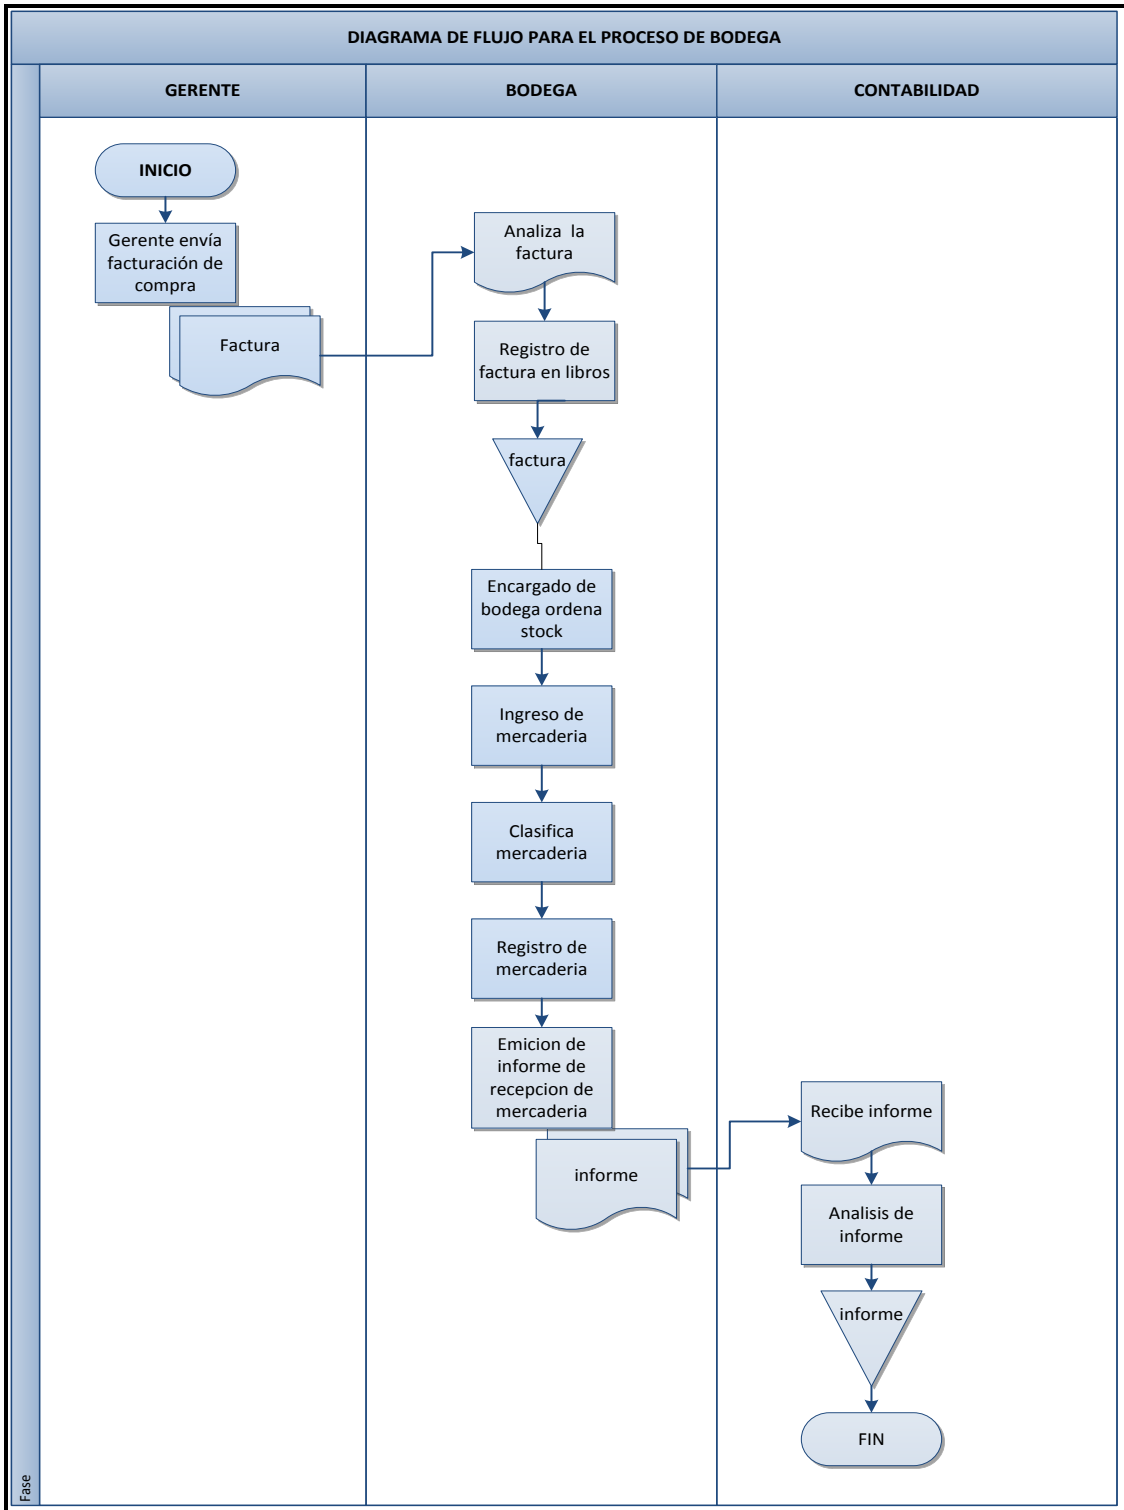 DIAGRAMA DE FLUJO PARA EL PROCESO DE BODEGA
GERENTE
BODEGA
CONTABILIDAD
INICIO
Gerente envía
facturación de
compra
Factura
Analiza la
factura
Registro de
factura en libros
factura
Encargado de
bodega ordena
stock
Ingreso de
mercaderia
Clasifica
mercaderia
Registro de
mercaderia
Emicion de
informe de
recepcion de
mercaderia
informe
Recibe informe
Analisis de
informe
informe
FIN
Fase